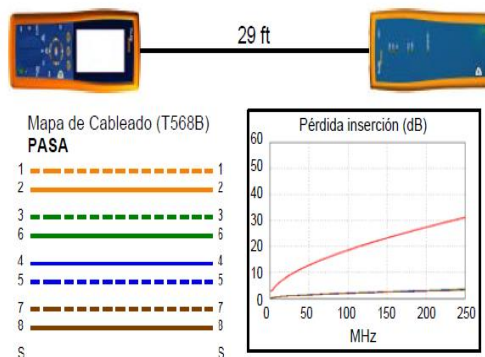 29 ft
Mapa de Cableado (T568B)
PASA
1 1
2 2
3 3
6 6
4 4
5 5
7 7
8 8
S S
Pérdida inserción (dB)
60
50
40
30
20
10
0
0 50 100 150 200 250
MHz